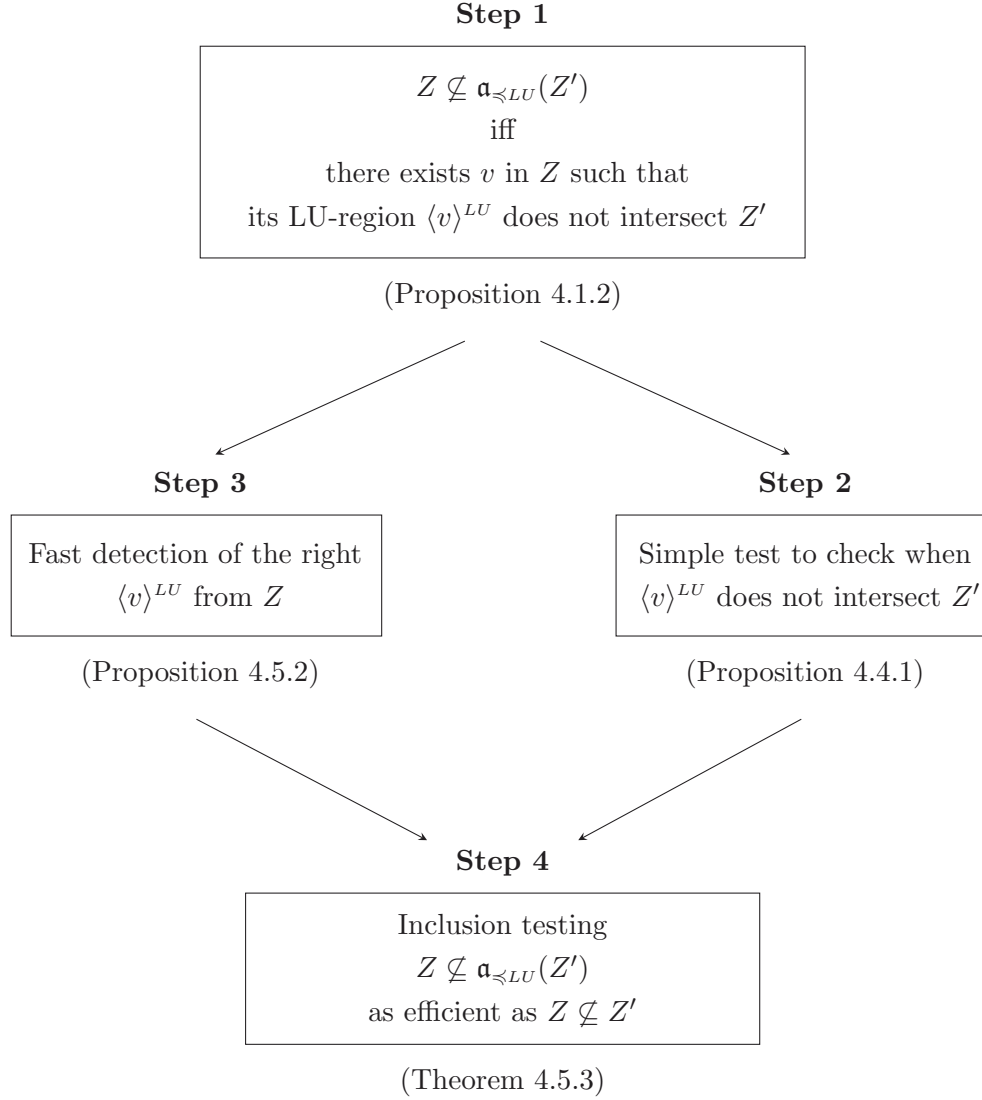 Step 1
Z ⊈ 𝔞≼LU(Z′)
iff
there exists v in Z such that
its LU-region ⟨v⟩^LU does not intersect Z′
(Proposition 4.1.2)
Step 3
Fast detection of the right
⟨v⟩^LU from Z
(Proposition 4.5.2)
Step 2
Simple test to check when
⟨v⟩^LU does not intersect Z′
(Proposition 4.4.1)
Step 4
Inclusion testing
Z ⊈ 𝔞≼LU(Z′)
as efficient as Z ⊈ Z′
(Theorem 4.5.3)